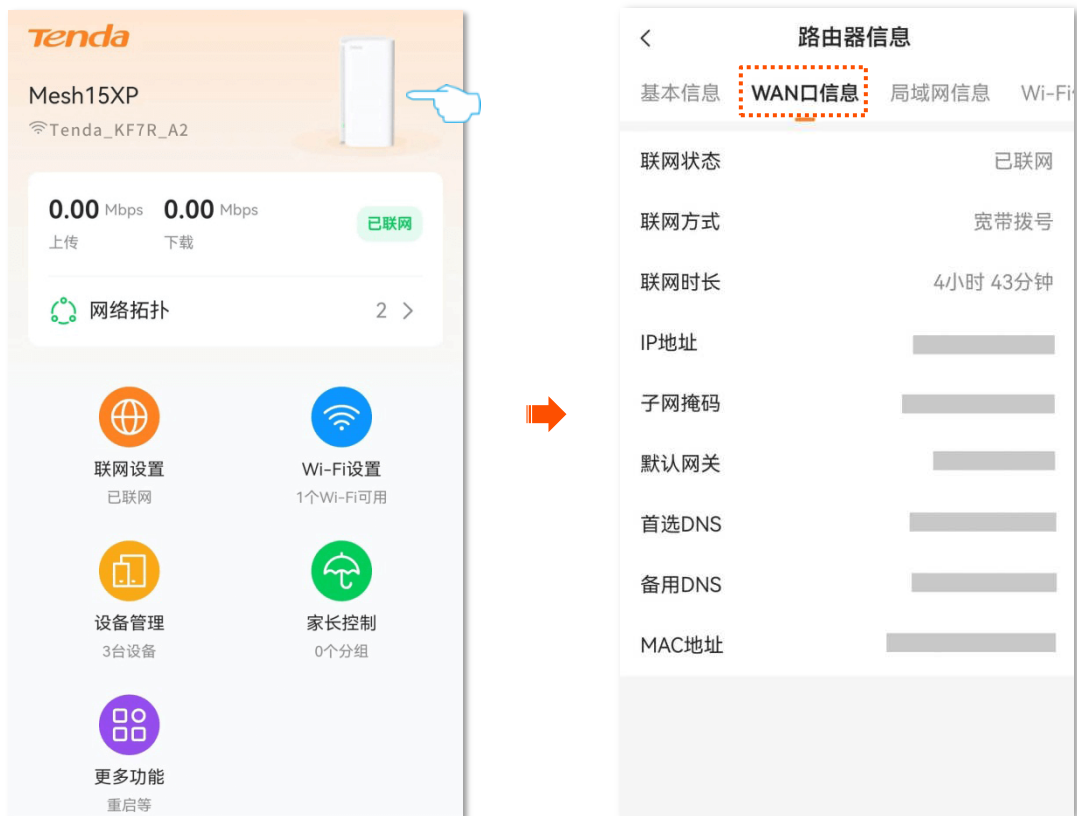 Tenda
Mesh15XP
Tenda_KF7R_A2
0.00 Mbps 0.00 Mbps
上传 下载
已联网
网络拓扑 2
联网设置 Wi-Fi设置
已联网 1个Wi-Fi可用
设备管理 家长控制
3台设备 0个分组
更多功能
重启等
路由器信息
基本信息 WAN口信息 局域网信息 Wi-Fi
联网状态 已联网
联网方式 宽带拨号
联网时长 4小时 43分钟
IP地址
子网掩码
默认网关
首选DNS
备用DNS
MAC地址